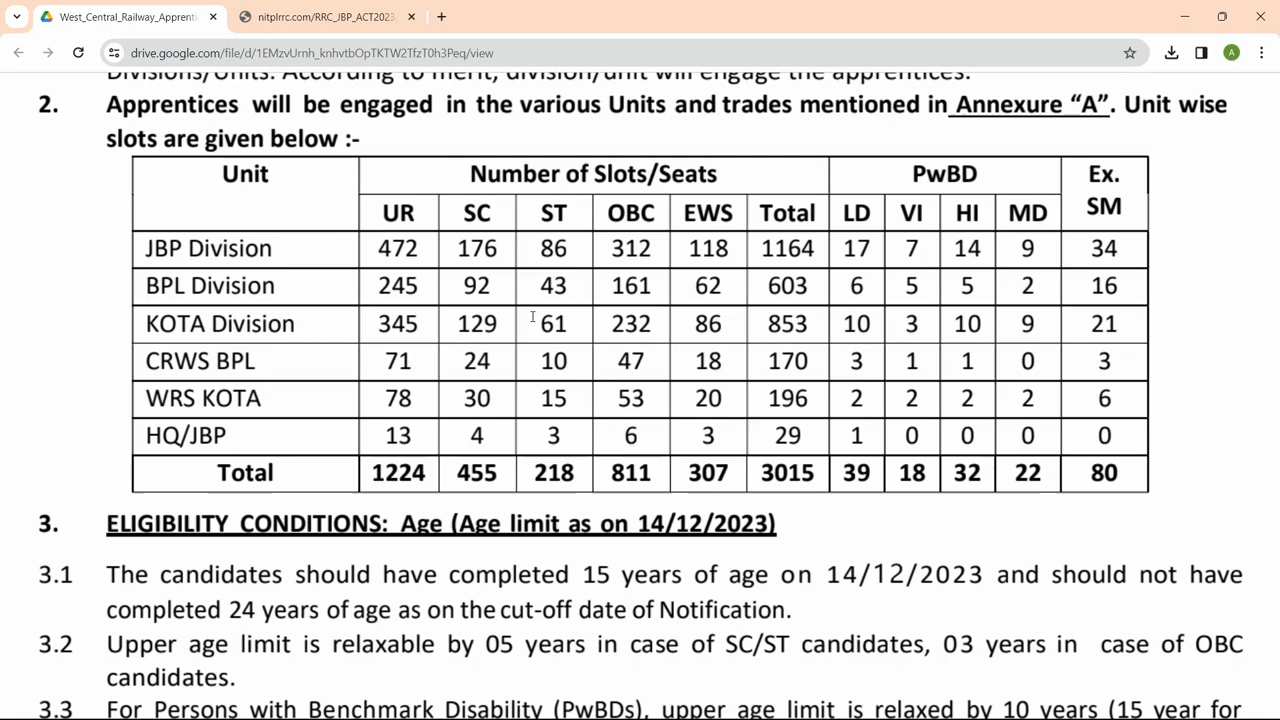 West_Central_Railway_Apprenti
nitplrrc.com/RRC_JBP_ACT2023
drive.google.com/file/d/1EMzvUrnh_knhvtbOpTKTW2TfzT0h3Peq/view
A
Divisions/Units. According to merit, division/unit will engage the apprentices.
2. Apprentices will be engaged in the various Units and trades mentioned in Annexure “A”. Unit wise
slots are given below :-
Unit Number of Slots/Seats PwBD Ex. SM
UR SC ST OBC EWS Total LD VI HI MD
JBP Division 472 176 86 312 118 1164 17 7 14 9 34
BPL Division 245 92 43 161 62 603 6 5 5 2 16
KOTA Division 345 129 61 232 86 853 10 3 10 9 21
CRWS BPL 71 24 10 47 18 170 3 1 1 0 3
WRS KOTA 78 30 15 53 20 196 2 2 2 2 6
HQ/JBP 13 4 3 6 3 29 1 0 0 0 0
Total 1224 455 218 811 307 3015 39 18 32 22 80
3. ELIGIBILITY CONDITIONS: Age (Age limit as on 14/12/2023)
3.1 The candidates should have completed 15 years of age on 14/12/2023 and should not have
completed 24 years of age as on the cut-off date of Notification.
3.2 Upper age limit is relaxable by 05 years in case of SC/ST candidates, 03 years in case of OBC
candidates.
3.3 For Persons with Benchmark Disability (PwBDs), upper age limit is relaxed by 10 years (15 year for